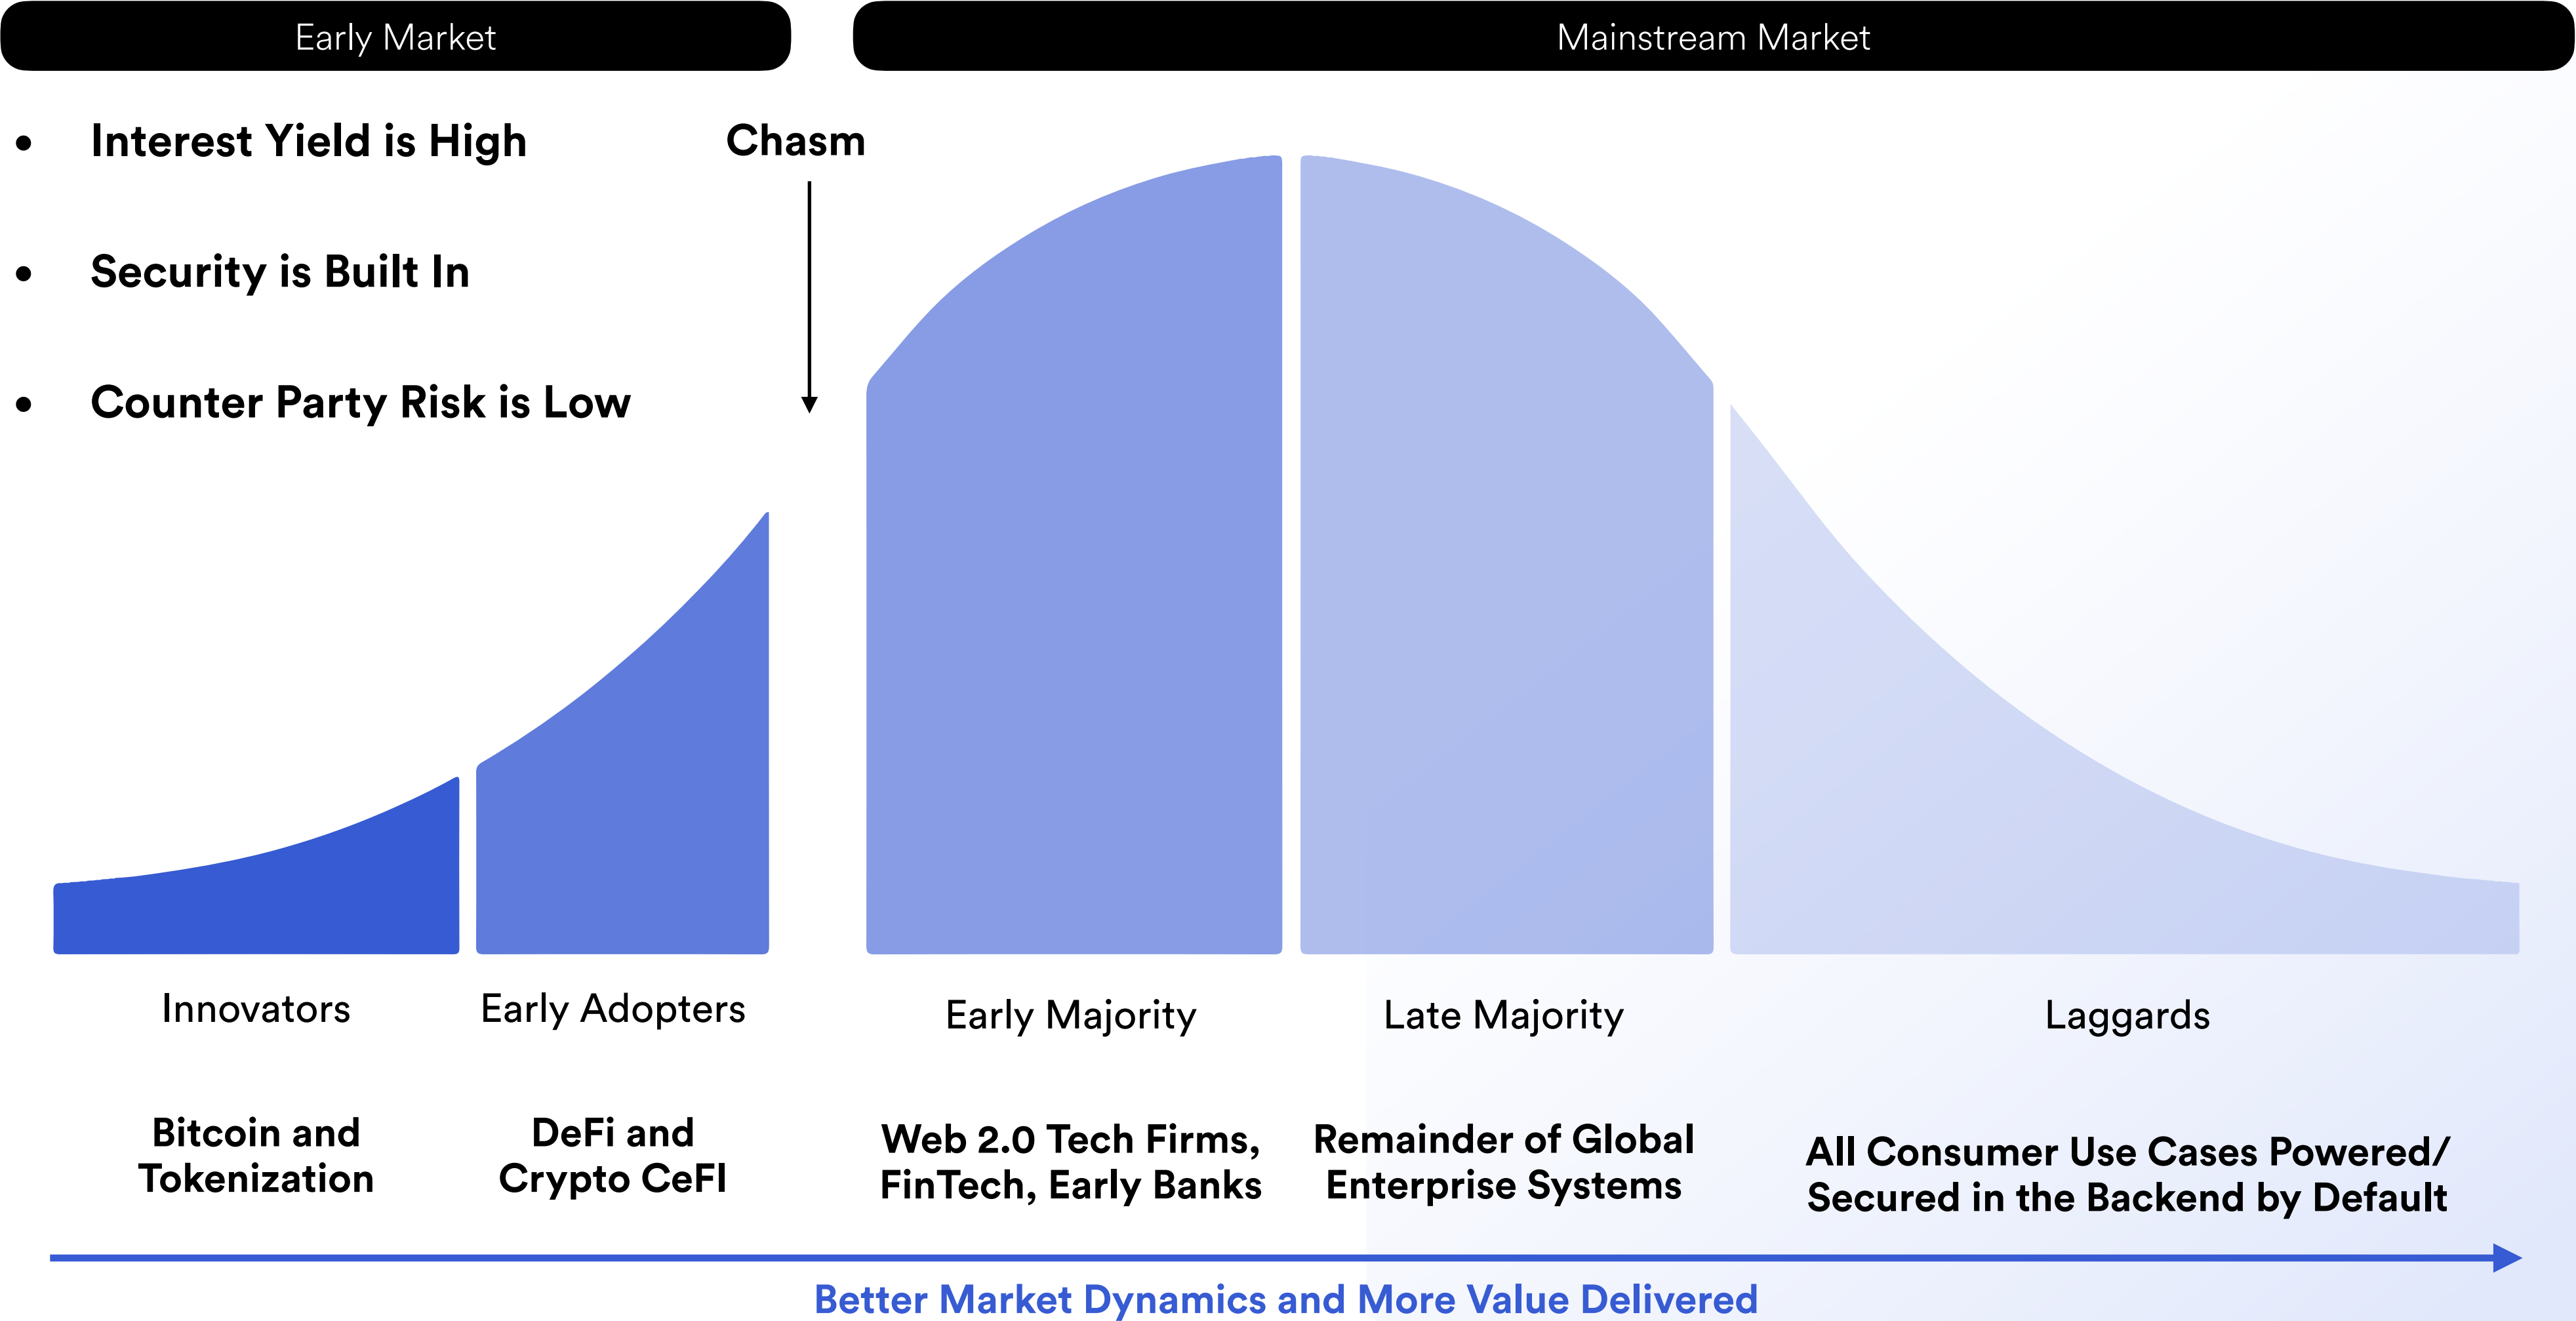 Early Market
Mainstream Market
• Interest Yield is High
• Security is Built In
• Counter Party Risk is Low
Chasm
Innovators
Early Adopters
Early Majority
Late Majority
Laggards
Bitcoin and
Tokenization
DeFi and
Crypto CeFI
Web 2.0 Tech Firms,
FinTech, Early Banks
Remainder of Global
Enterprise Systems
All Consumer Use Cases Powered/
Secured in the Backend by Default
Better Market Dynamics and More Value Delivered